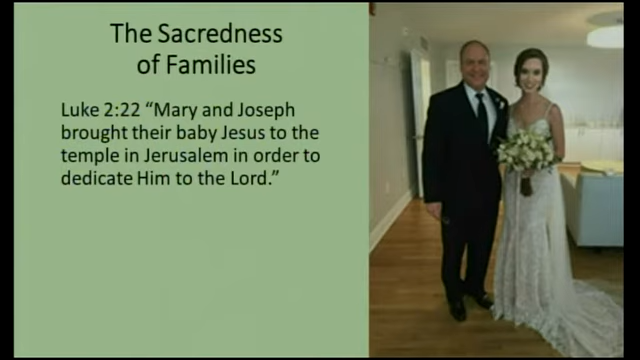 The Sacredness
of Families
Luke 2:22 “Mary and Joseph
brought their baby Jesus to the
temple in Jerusalem in order to
dedicate Him to the Lord.”